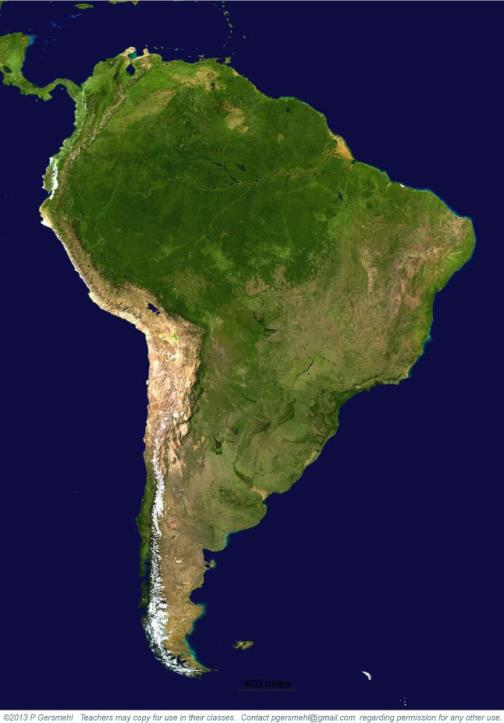 400 miles
©2013 P Gersmehl Teachers may copy for use in their classes. Contact pgersmehl@gmail.com regarding permission for any other use.